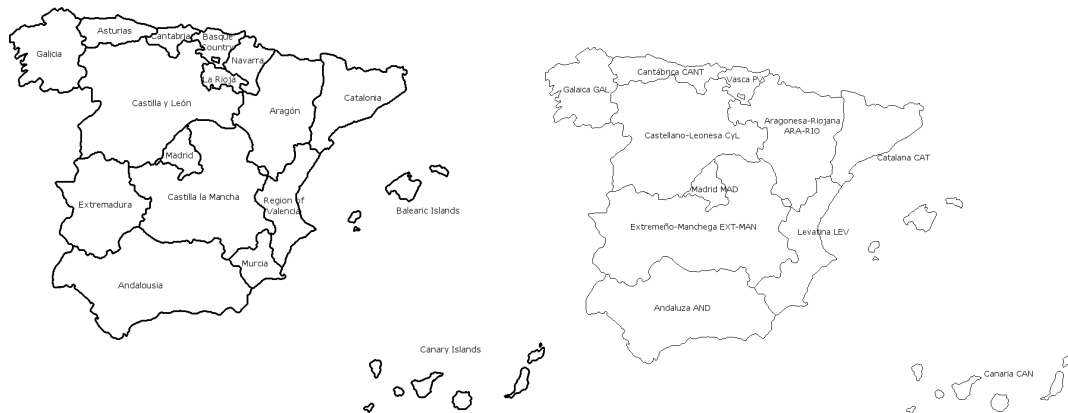 Galicia
Asturias
Cantabria
Basque
Country
Navarra
La Rioja
Castilla y León
Aragón
Catalonia
Madrid
Castilla la Mancha
Extremadura
Region of
Valencia
Balearic Islands
Murcia
Andalousia
Canary Islands
Galaica GAL
Cantábrica CANT
Vasca PV
Aragonesa-Riojana
ARA-RIO
Castellano-Leonesa CyL
Catalana CAT
Madrid MAD
Extremeño-Manchega EXT-MAN
Levatina LEV
Andaluza AND
Canaria CAN